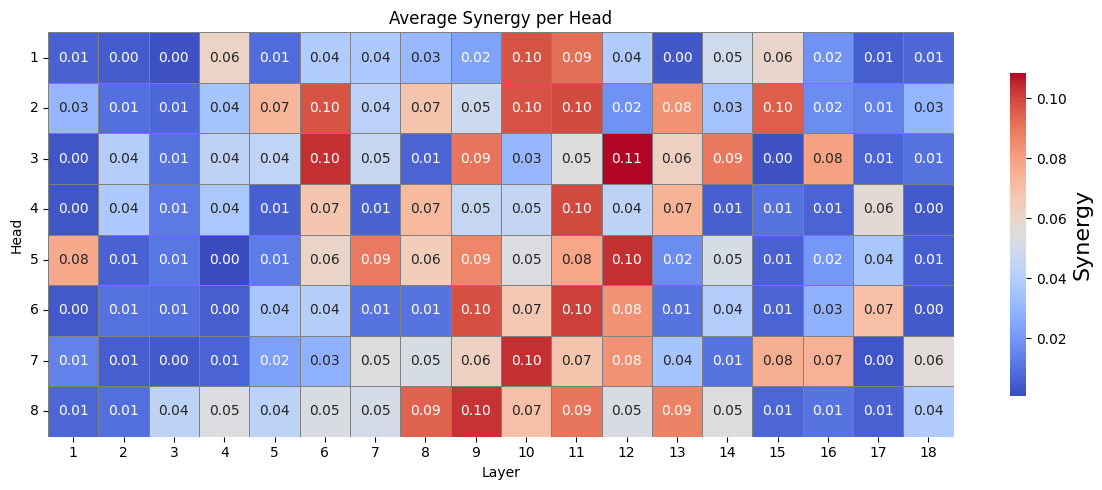 Average Synergy per Head
1 0.01 0.00 0.00 0.06 0.01 0.04 0.04 0.03 0.02 0.10 0.09 0.04 0.00 0.05 0.06 0.02 0.01 0.01
2 0.03 0.01 0.01 0.04 0.07 0.10 0.04 0.07 0.05 0.10 0.10 0.02 0.08 0.03 0.10 0.02 0.01 0.03
3 0.00 0.04 0.01 0.04 0.04 0.10 0.05 0.01 0.09 0.03 0.05 0.11 0.06 0.09 0.00 0.08 0.01 0.01
4 0.00 0.04 0.01 0.04 0.01 0.07 0.01 0.07 0.05 0.05 0.10 0.04 0.07 0.01 0.01 0.01 0.06 0.00
5 0.08 0.01 0.01 0.00 0.01 0.06 0.09 0.06 0.09 0.05 0.08 0.10 0.02 0.05 0.01 0.02 0.04 0.01
6 0.00 0.01 0.01 0.00 0.04 0.04 0.01 0.01 0.10 0.07 0.10 0.08 0.01 0.04 0.01 0.03 0.07 0.00
7 0.01 0.01 0.00 0.01 0.02 0.03 0.05 0.05 0.06 0.10 0.07 0.08 0.04 0.01 0.08 0.07 0.00 0.06
8 0.01 0.01 0.04 0.05 0.04 0.05 0.05 0.09 0.10 0.07 0.09 0.05 0.09 0.05 0.01 0.01 0.01 0.04
1 2 3 4 5 6 7 8 9 10 11 12 13 14 15 16 17 18
Layer
Head
0.10
0.08
0.06
0.04
0.02
Synergy